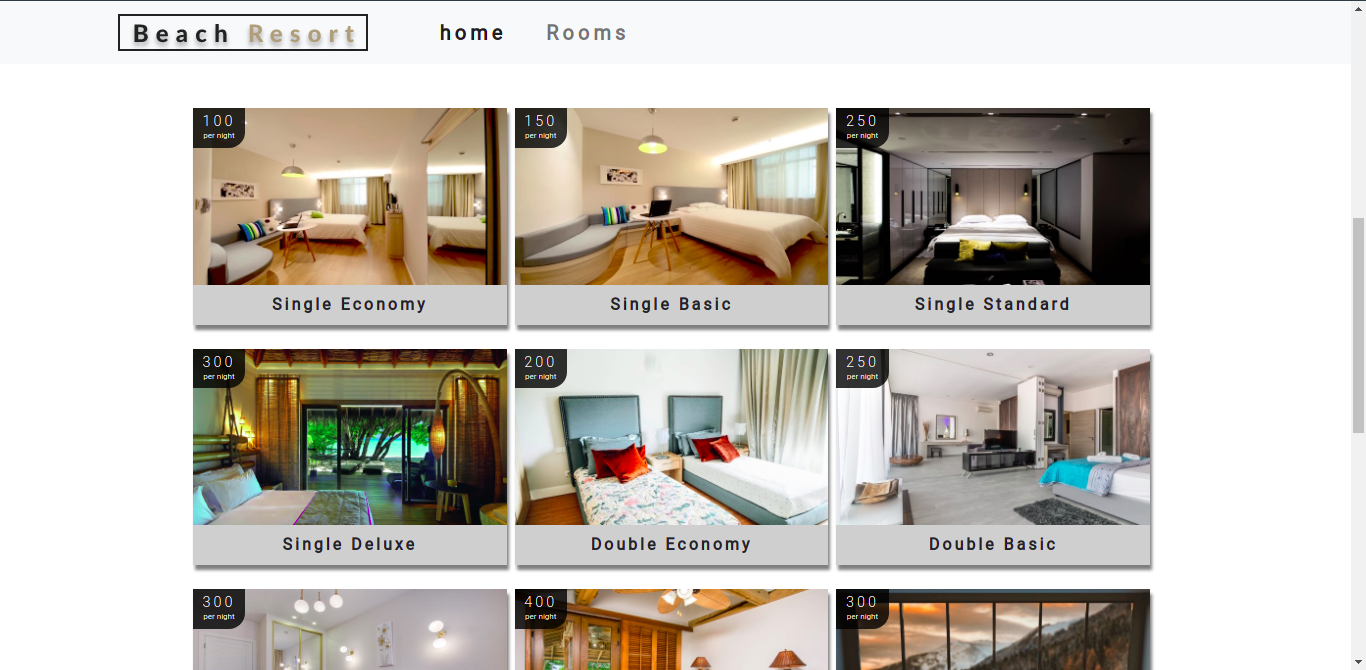 Beach Resort home Rooms
100 150 250
per night per night per night
Single Economy Single Basic Single Standard
300 200 250
per night per night per night
Single Deluxe Double Economy Double Basic
300 400 300
per night per night per night